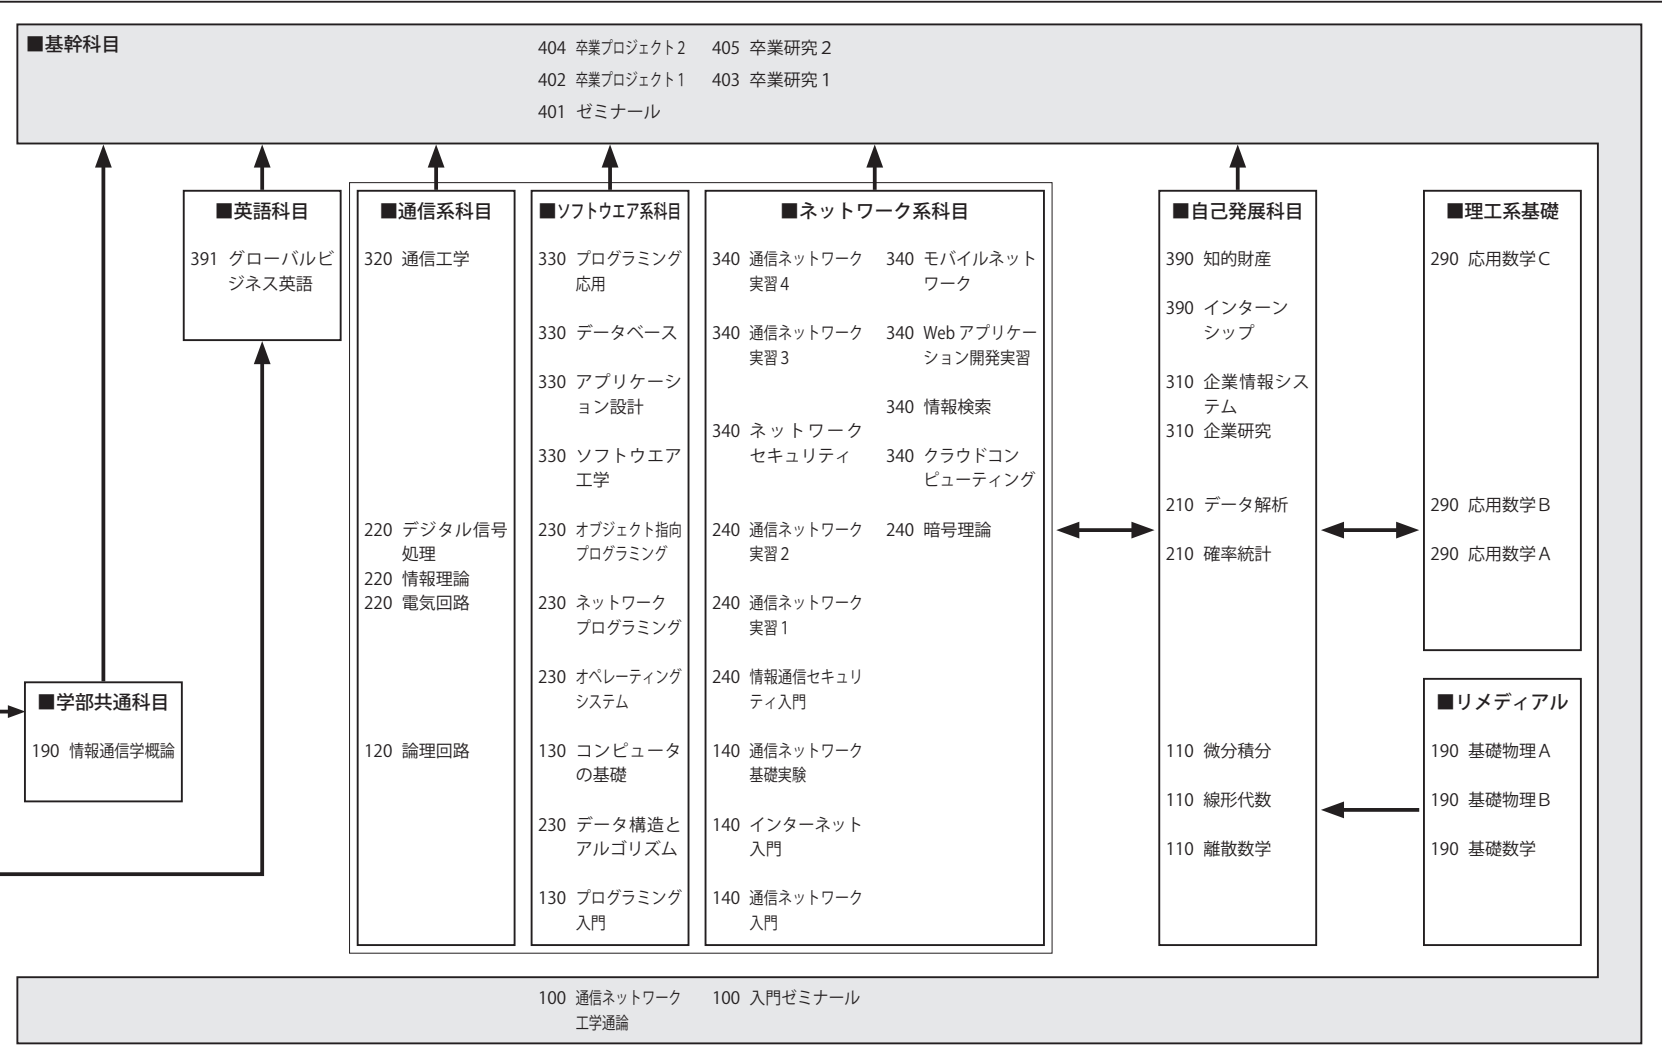 ■基幹科目
404 卒業プロジェクト2
405 卒業研究2
402 卒業プロジェクト1
403 卒業研究1
401 ゼミナール
■英語科目
391 グローバルビ
ジネス英語
■学部共通科目
190 情報通信学概論
■通信系科目
320 通信工学
220 デジタル信号
処理
220 情報理論
220 電気回路
120 論理回路
■ソフトウエア系科目
330 プログラミング
応用
330 データベース
330 アプリケーシ
ョン設計
330 ソフトウエア
工学
230 オブジェクト指向
プログラミング
230 ネットワーク
プログラミング
230 オペレーティング
システム
130 コンピュータ
の基礎
230 データ構造と
アルゴリズム
130 プログラミング
入門
■ネットワーク系科目
340 通信ネットワーク
実習4
340 通信ネットワーク
実習3
340 ネットワーク
セキュリティ
240 通信ネットワーク
実習2
240 通信ネットワーク
実習1
240 情報通信セキュリ
ティ入門
140 通信ネットワーク
基礎実験
140 インターネット
入門
140 通信ネットワーク
入門
340 モバイルネット
ワーク
340 Web アプリケー
ション開発実習
340 情報検索
340 クラウドコン
ピューティング
240 暗号理論
■自己発展科目
390 知的財産
390 インターン
シップ
310 企業情報シス
テム
310 企業研究
210 データ解析
210 確率統計
110 微分積分
110 線形代数
110 離散数学
■理工系基礎
290 応用数学C
290 応用数学B
290 応用数学A
■リメディアル
190 基礎物理A
190 基礎物理B
190 基礎数学
100 通信ネットワーク
工学通論
100 入門ゼミナール